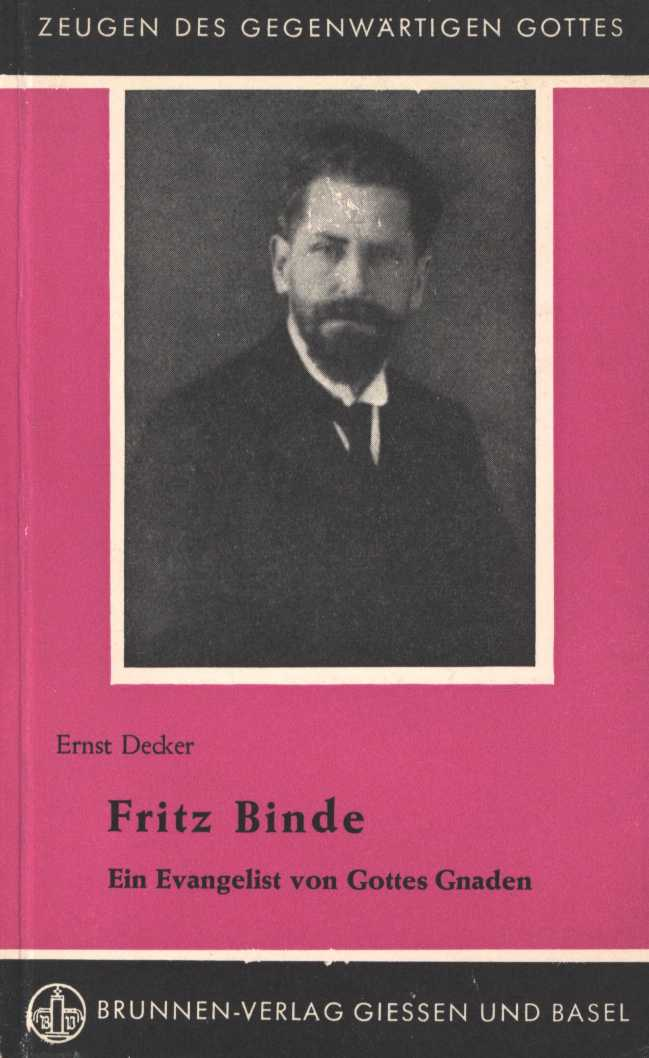 ZEUGEN DES GEGENWÄRTIGEN GOTTES
Ernst Decker
Fritz Binde
Ein Evangelist von Gottes Gnaden
B V
BRUNNEN-VERLAG GIESSEN UND BASEL